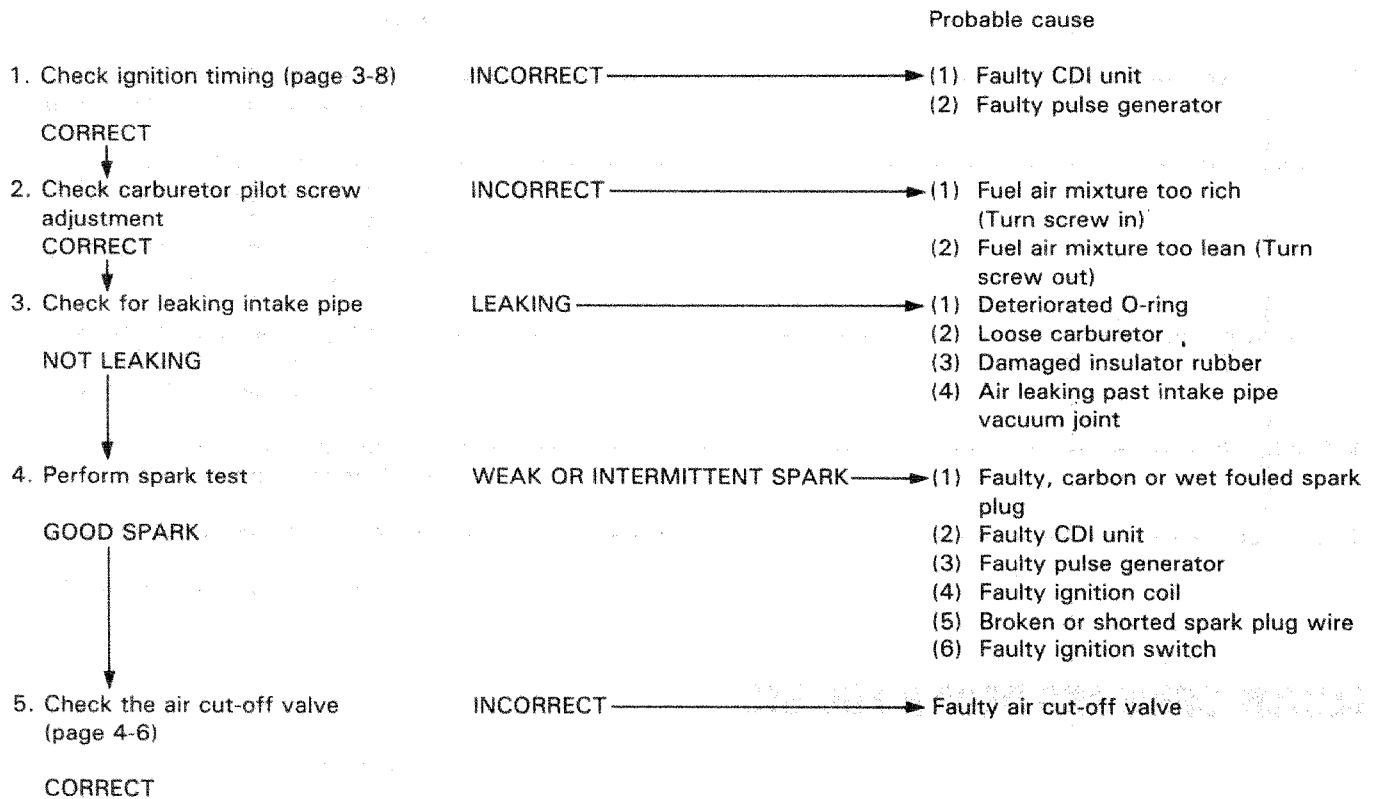 Probable cause
1. Check ignition timing (page 3-8) INCORRECT (1) Faulty CDI unit
(2) Faulty pulse generator
CORRECT
2. Check carburetor pilot screw INCORRECT (1) Fuel air mixture too rich
adjustment (Turn screw in)
CORRECT (2) Fuel air mixture too lean (Turn
screw out)
3. Check for leaking intake pipe LEAKING (1) Deteriorated O-ring
(2) Loose carburetor
NOT LEAKING (3) Damaged insulator rubber
(4) Air leaking past intake pipe
vacuum joint
4. Perform spark test WEAK OR INTERMITTENT SPARK (1) Faulty, carbon or wet fouled spark
plug
GOOD SPARK (2) Faulty CDI unit
(3) Faulty pulse generator
(4) Faulty ignition coil
(5) Broken or shorted spark plug wire
(6) Faulty ignition switch
5. Check the air cut-off valve INCORRECT Faulty air cut-off valve
(page 4-6)
CORRECT